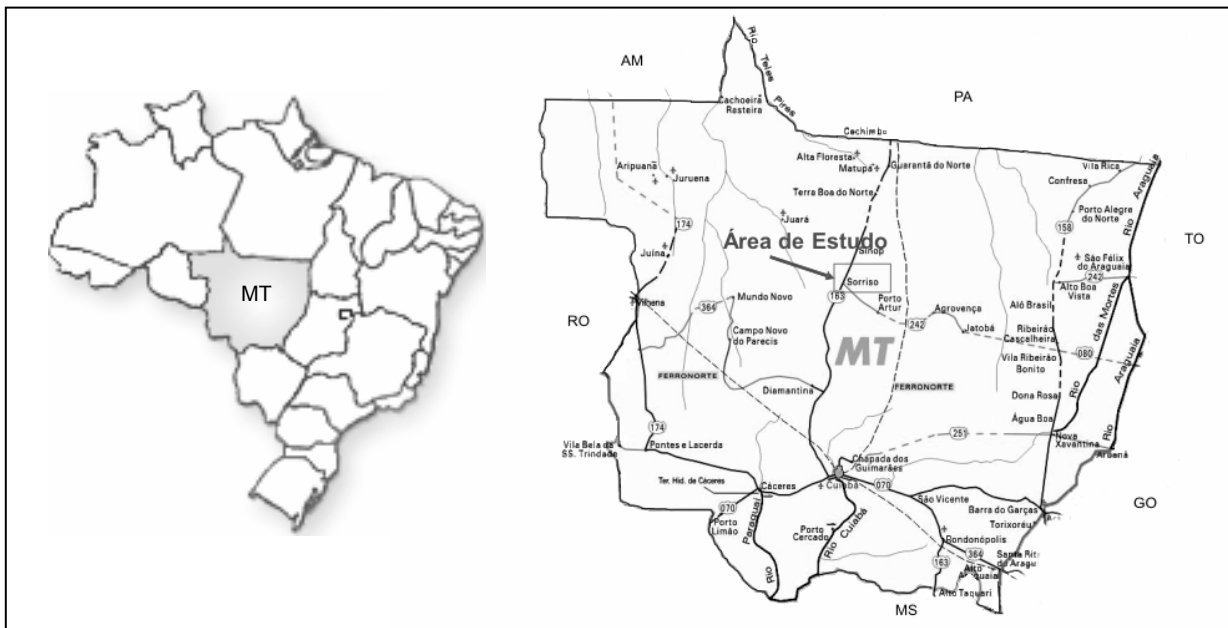 MT
AM
PA
TO
RO
GO
MS
Rio Teles Pires
Cachoeira
Rasteira
Cachimbo
Alta Floresta
Matupá
Guarantã do Norte
Vila Rica
Confresa
Aripuanã
Juruena
Terra Boa do Norte
Porto Alegre
do Norte
Rio Araguaia
Juará
174
158
Área de Estudo
Sinop
Juína
São Félix
do Araguaia
242
Sorriso
Alto Boa
Vista
163
Vilhena
364
Mundo Novo
Porto
Artur
Agrovença
Alô Brasil
242
Jatobá
Ribeirão
Cascalheira
Rio das Mortes
Campo Novo
do Parecis
MT
Vila Ribeirão
Bonito
080
FERRONORTE
Diamantina
FERRONORTE
Dona Rosa
Rio Araguaia
Água Boa
174
251
Nova
Xavantina
Vila Bela da
SS. Trindade
Pontes e Lacerda
Chapada dos
Guimarães
Aruanã
Ter. Hid. de Cáceres
Cáceres
Cuiabá
070
São Vicente
070
Porto
Limão
Rio Paraguai
Porto
Cercado
Rio Cuiabá
Barra do Garças
Torixoréu
Rondonópolis
163
364
Alto
Alto Taquari